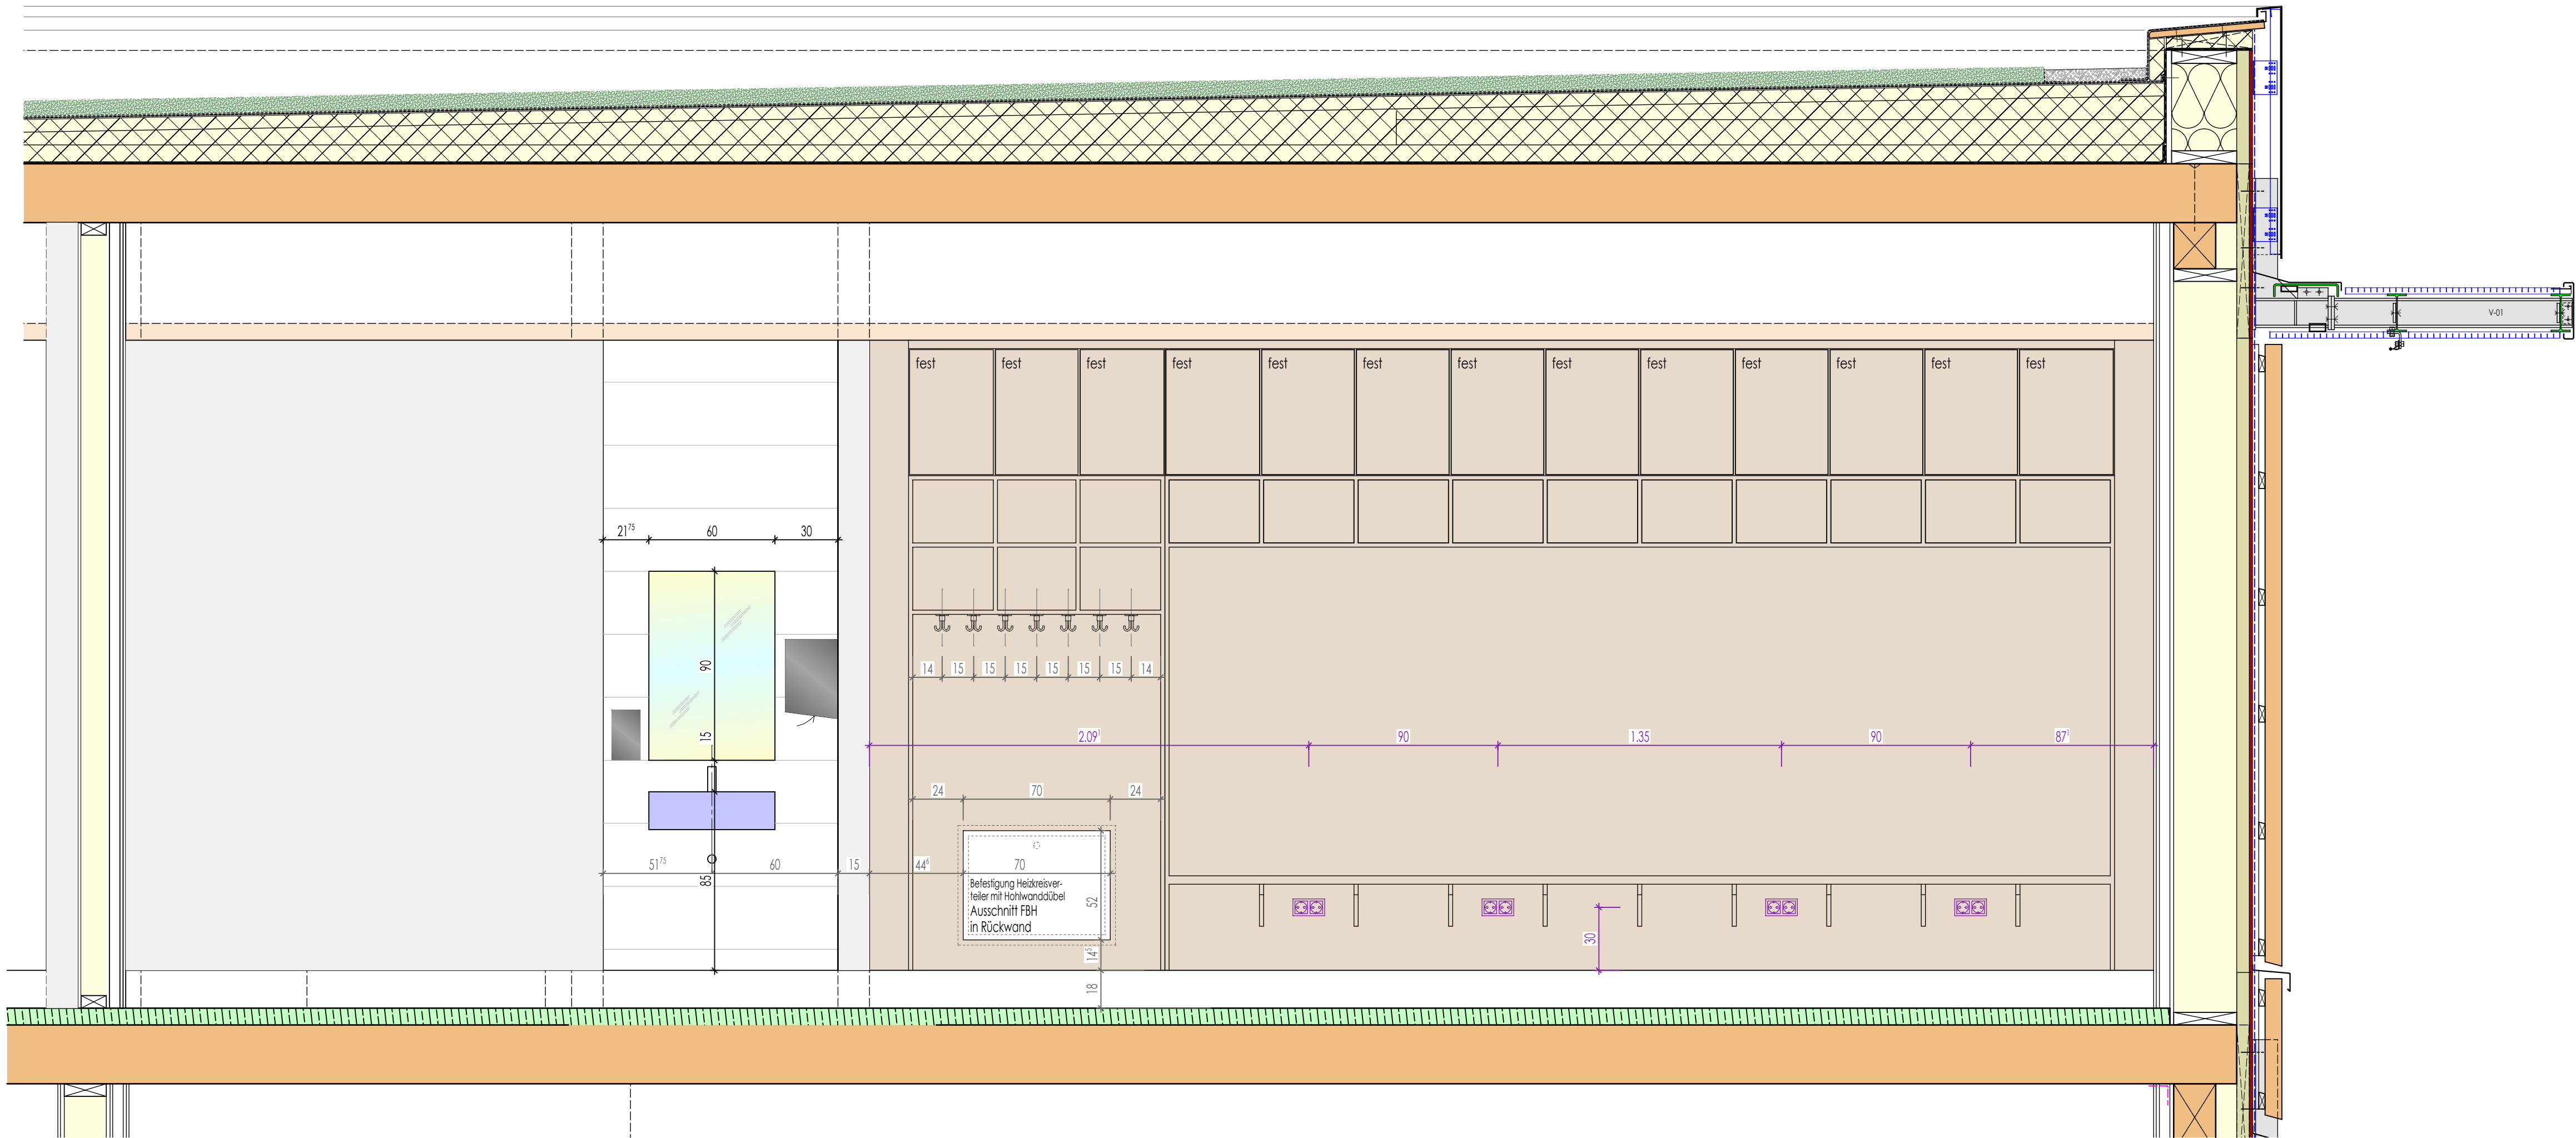 V-01
fest fest fest fest fest fest fest fest fest fest fest fest fest
21⁷⁵ 60 30
90
14 15 15 15 15 15 15 14
15
2.09¹ 90 1.35 90 87¹
24 70 24
51⁷⁵ 60 15 44⁶ 70
85
Befestigung Heizkreisver-
teiler mit Hohlwanddübel
Ausschnitt FBH
in Rückwand
52
30
14⁵
18